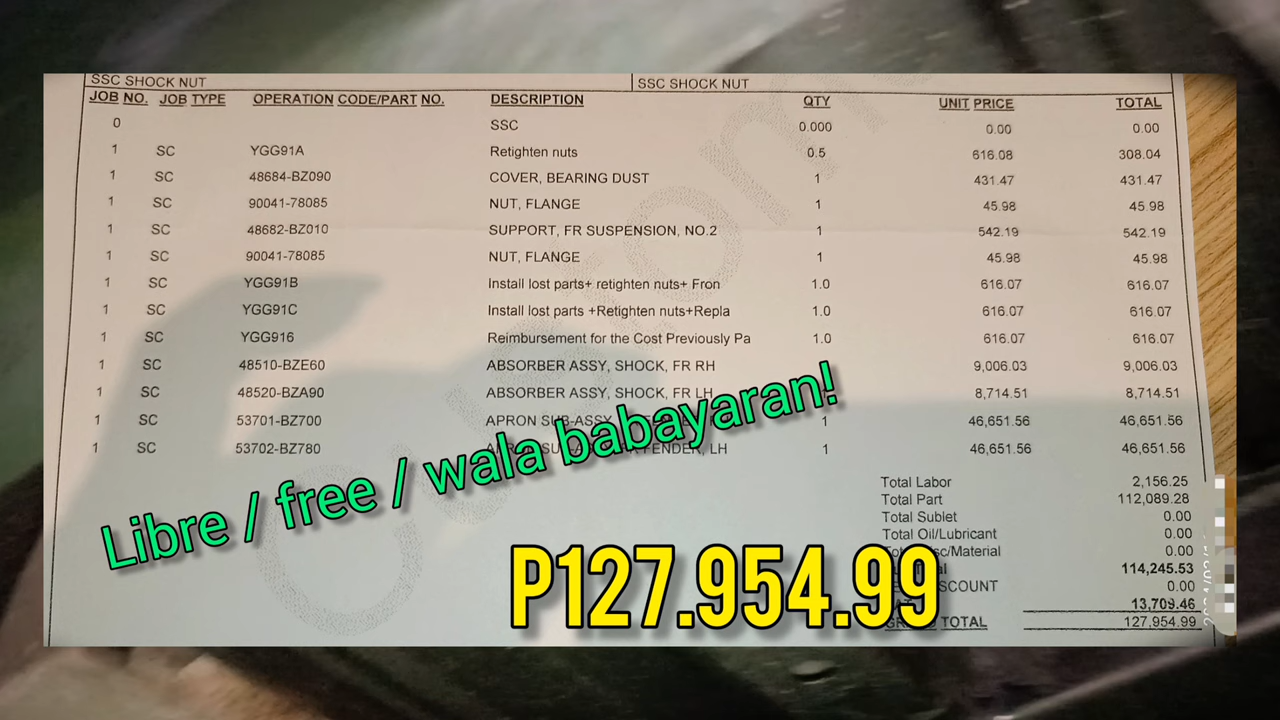 SSC SHOCK NUT SSC SHOCK NUT
JOB NO. JOB TYPE OPERATION CODE/PART NO. DESCRIPTION QTY UNIT PRICE TOTAL
0 SSC 0.000 0.00 0.00
1 SC YGG91A Retighten nuts 0.5 616.08 308.04
1 SC 48684-BZ090 COVER, BEARING DUST 1 431.47 431.47
1 SC 90041-78085 NUT, FLANGE 1 45.98 45.98
1 SC 48682-BZ010 SUPPORT, FR SUSPENSION, NO.2 1 542.19 542.19
1 SC 90041-78085 NUT, FLANGE 1 45.98 45.98
1 SC YGG91B Install lost parts+ retighten nuts+ Fron 1.0 616.07 616.07
1 SC YGG91C Install lost parts +Retighten nuts+Repla 1.0 616.07 616.07
1 SC YGG916 Reimbursement for the Cost Previously Pa 1.0 616.07 616.07
1 SC 48510-BZE60 ABSORBER ASSY, SHOCK, FR RH 9,006.03 9,006.03
1 SC 48520-BZA90 ABSORBER ASSY, SHOCK, FR LH 8,714.51 8,714.51
1 SC 53701-BZ700 APRON SUB-ASSY 1 46,651.56 46,651.56
1 SC 53702-BZ780 FENDER, LH 1 46,651.56 46,651.56
Libre / free / wala babayaran!
Total Labor 2,156.25
Total Part 112,089.28
Total Sublet 0.00
Total Oil/Lubricant 0.00
/Material 0.00
114,245.53
0.00
13,709.46
TOTAL 127,954.99
P127.954.99